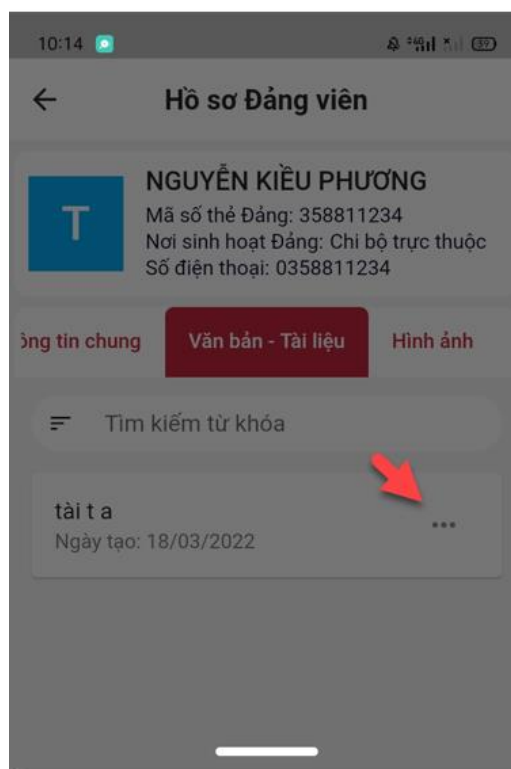 10:14
39
Hồ sơ Đảng viên
T
NGUYỄN KIỀU PHƯƠNG
Mã số thẻ Đảng: 358811234
Nơi sinh hoạt Đảng: Chi bộ trực thuộc
Số điện thoại: 0358811234
ông tin chung
Văn bản - Tài liệu
Hình ảnh
Tìm kiếm từ khóa
tài t a
Ngày tạo: 18/03/2022